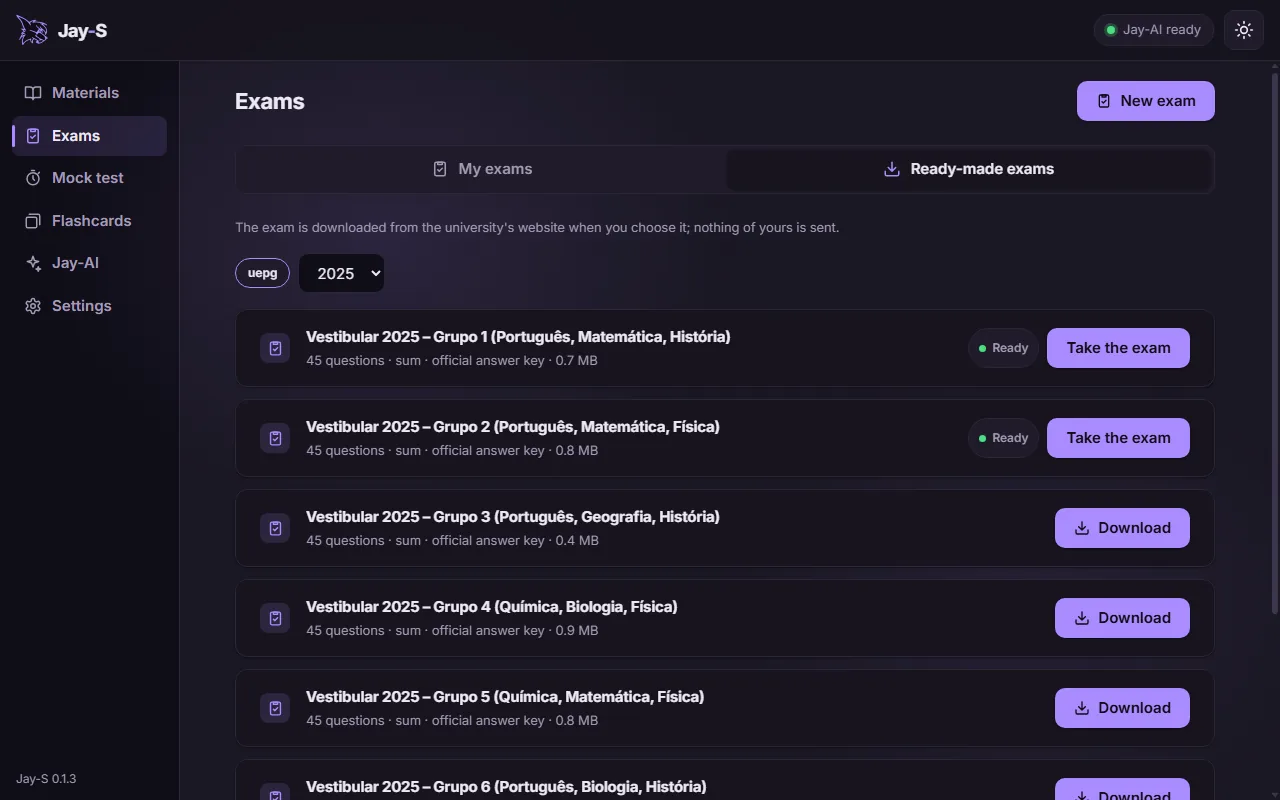 Jay-S
Jay-AI ready
Materials
Exams
Mock test
Flashcards
Jay-AI
Settings
Jay-S 0.1.3
Exams
New exam
My exams
Ready-made exams
The exam is downloaded from the university's website when you choose it; nothing of yours is sent.
uepg
2025
Vestibular 2025 – Grupo 1 (Português, Matemática, História)
45 questions · sum · official answer key · 0.7 MB
Ready
Take the exam
Vestibular 2025 – Grupo 2 (Português, Matemática, Física)
45 questions · sum · official answer key · 0.8 MB
Ready
Take the exam
Vestibular 2025 – Grupo 3 (Português, Geografia, História)
45 questions · sum · official answer key · 0.4 MB
Download
Vestibular 2025 – Grupo 4 (Química, Biologia, Física)
45 questions · sum · official answer key · 0.9 MB
Download
Vestibular 2025 – Grupo 5 (Química, Matemática, Física)
45 questions · sum · official answer key · 0.8 MB
Download
Vestibular 2025 – Grupo 6 (Português, Biologia, História)
Download